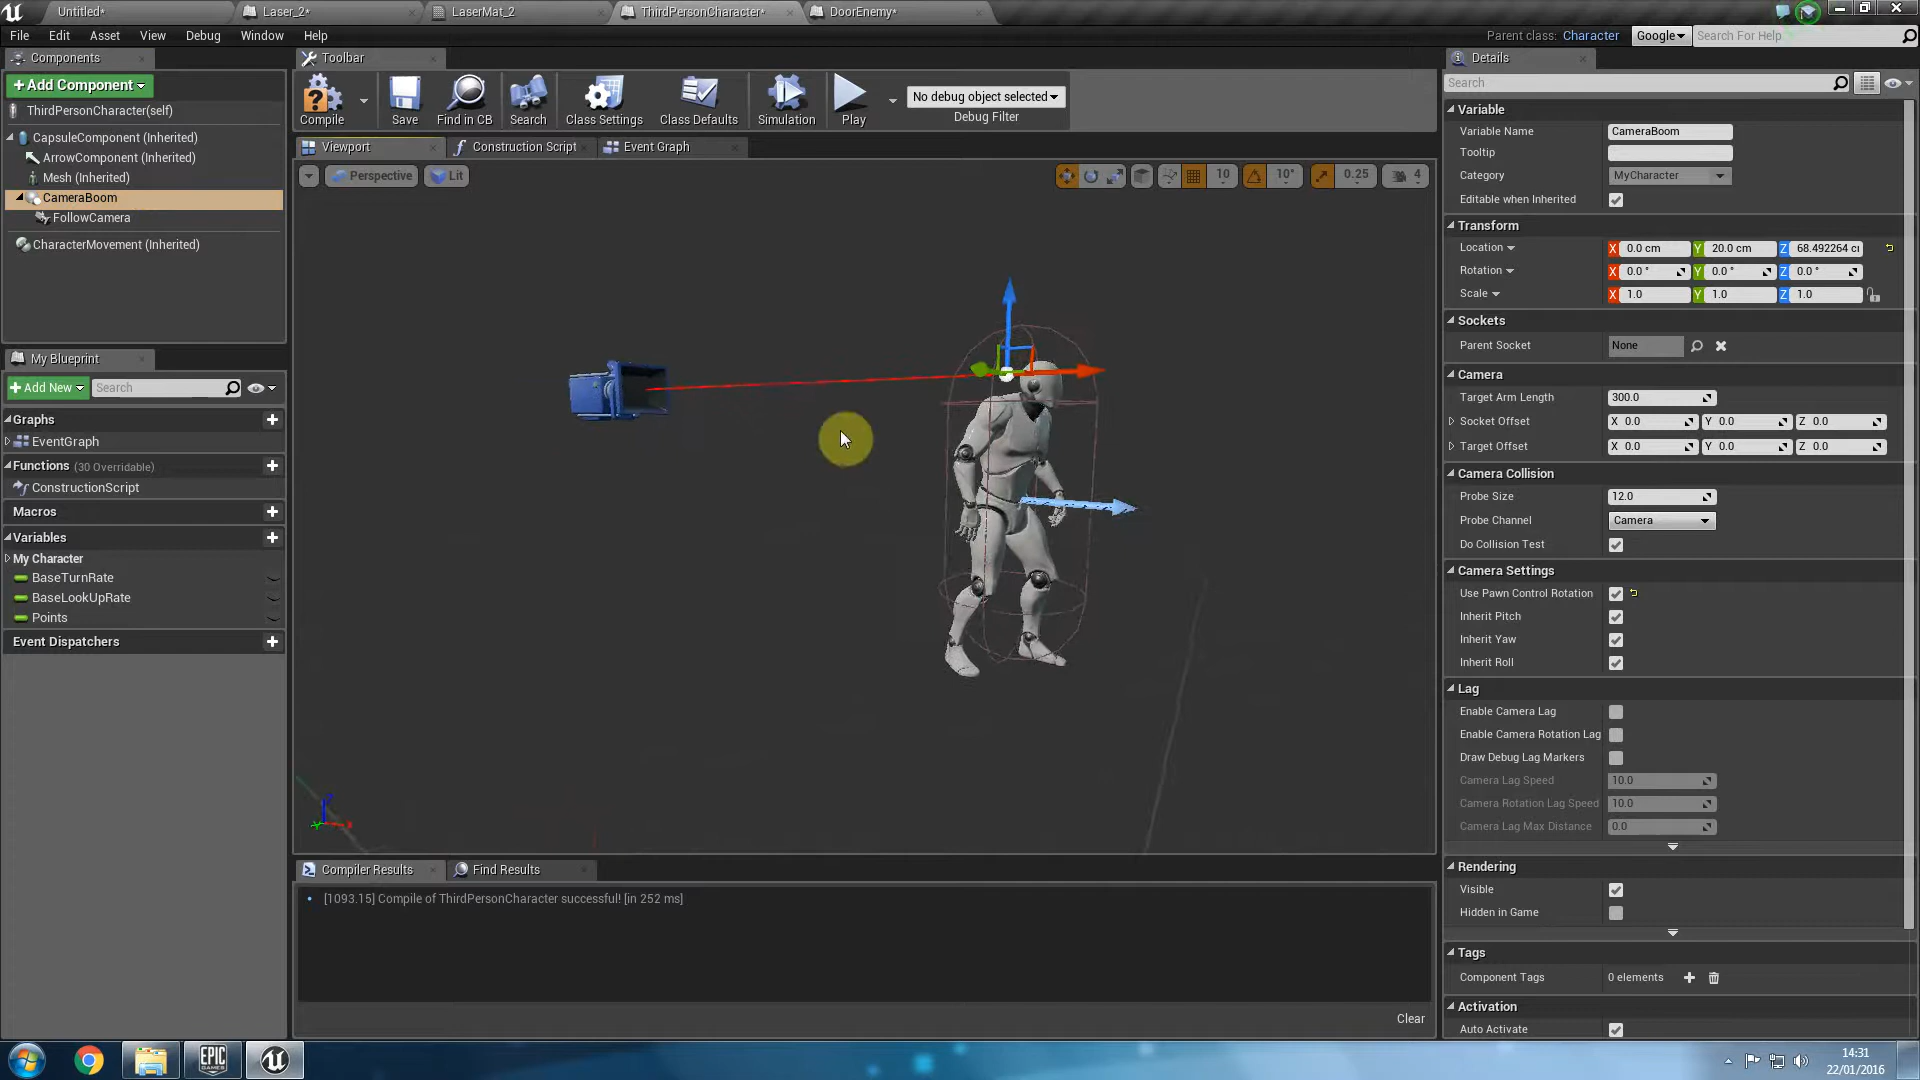 Untitled*
Laser_2*
LaserMat_2
ThirdPersonCharacter*
DoorEnemy*
File Edit Asset View Debug Window Help
Parent class: Character
Google
Search For Help
Components
Toolbar
Details
+Add Component
ThirdPersonCharacter(self)
CapsuleComponent (Inherited)
ArrowComponent (Inherited)
Mesh (Inherited)
CameraBoom
FollowCamera
CharacterMovement (Inherited)
Compile
Save
Find in CB
Search
Class Settings
Class Defaults
Simulation
Play
No debug object selected
Debug Filter
Viewport
Construction Script
Event Graph
Perspective
Lit
10
10°
0.25
4
My Blueprint
+Add New
Search
Graphs
EventGraph
Functions (30 Overridable)
ConstructionScript
Macros
Variables
My Character
BaseTurnRate
BaseLookUpRate
Points
Event Dispatchers
Compiler Results
Find Results
[1093.15] Compile of ThirdPersonCharacter successful! [in 252 ms]
Clear
Search
Variable
Variable Name CameraBoom
Tooltip
Category MyCharacter
Editable when Inherited
Transform
Location X 0.0 cm Y 20.0 cm Z 68.492264 c
Rotation X 0.0 ° Y 0.0 ° Z 0.0 °
Scale X 1.0 Y 1.0 Z 1.0
Sockets
Parent Socket None
Camera
Target Arm Length 300.0
Socket Offset X 0.0 Y 0.0 Z 0.0
Target Offset X 0.0 Y 0.0 Z 0.0
Camera Collision
Probe Size 12.0
Probe Channel Camera
Do Collision Test
Camera Settings
Use Pawn Control Rotation
Inherit Pitch
Inherit Yaw
Inherit Roll
Lag
Enable Camera Lag
Enable Camera Rotation Lag
Draw Debug Lag Markers
Camera Lag Speed 10.0
Camera Rotation Lag Speed 10.0
Camera Lag Max Distance 0.0
Rendering
Visible
Hidden in Game
Tags
Component Tags 0 elements
Activation
Auto Activate
EPIC
GAMES
14:31
22/01/2016